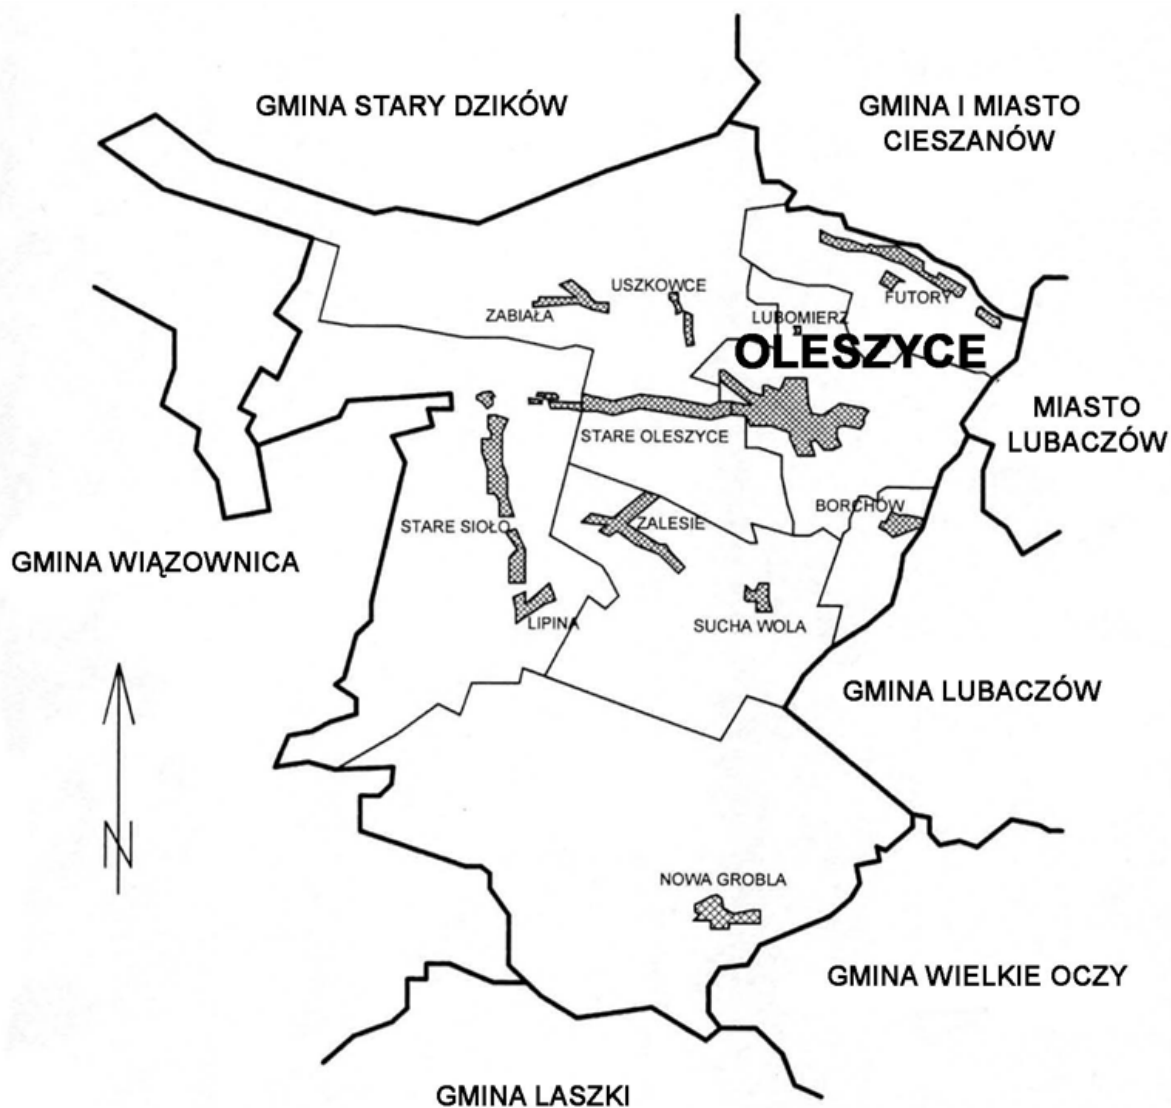 GMINA STARY DZIKÓW
GMINA I MIASTO
CIESZANÓW
USZKOWCE
ZABIAŁA
FUTORY
LUBOMIERZ
OLESZYCE
MIASTO
LUBACZÓW
STARE OLESZYCE
BORCHÓW
STARE SIOŁO
ZALESIE
GMINA WIĄZOWNICA
LIPINA
SUCHA WOLA
GMINA LUBACZÓW
N
NOWA GROBLA
GMINA WIELKIE OCZY
GMINA LASZKI